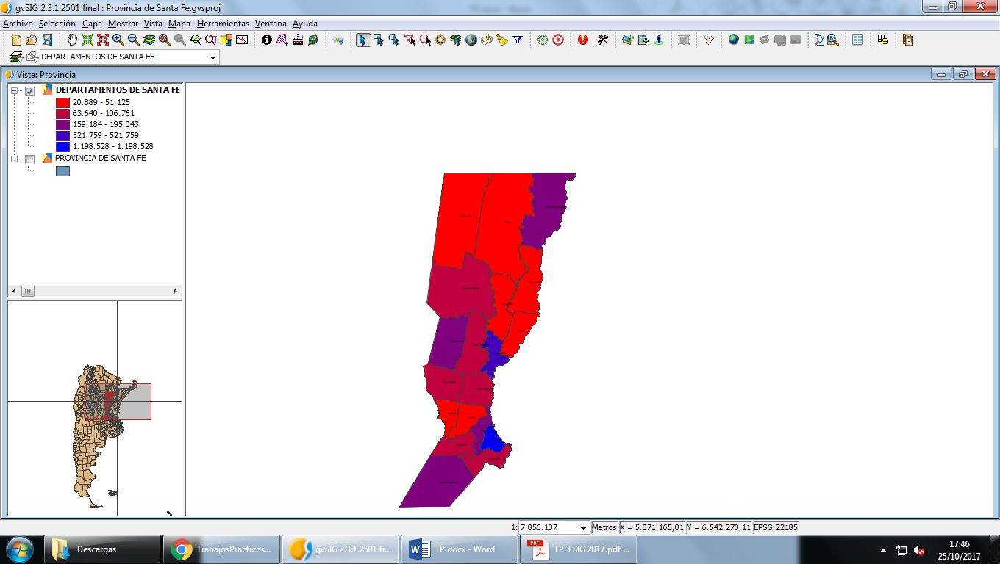 gvSIG 2.3.1.2501 final : Provincia de Santa Fe.gvsproj
Archivo Selección Capa Mostrar Vista Mapa Herramientas Ventana Ayuda
DEPARTAMENTOS DE SANTA FE
Vista: Provincia
DEPARTAMENTOS DE SANTA FE
20.889 - 51.125
63.640 - 106.761
159.184 - 195.043
521.759 - 521.759
1.198.528 - 1.198.528
PROVINCIA DE SANTA FE
1: 7.856.107 Metros X = 5.071.165,01 Y = 6.542.270,11 EPSG:22185
Descargas TrabajosPracticos... gvSIG 2.3.1.2501 fi... TP.docx - Word TP 3 SIG 2017.pdf ...
17:46
25/10/2017